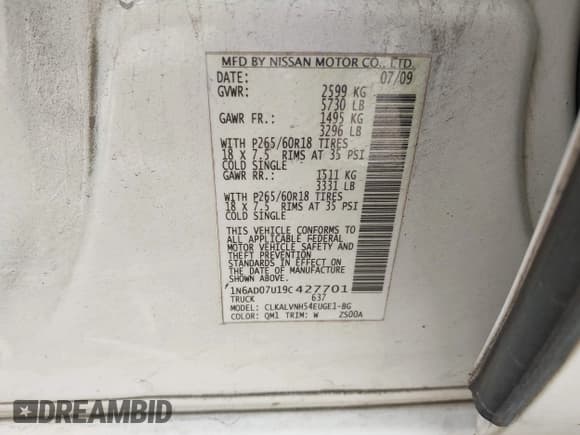 MFD BY NISSAN MOTOR CO., LTD.
DATE: 07/09
GVWR: 2599 KG
5730 LB
GAWR FR.: 1495 KG
3296 LB
WITH P265/60R18 TIRES
18 X 7.5 RIMS AT 35 PSI
COLD SINGLE
GAWR RR.: 1511 KG
3331 LB
WITH P265/60R18 TIRES
18 X 7.5 RIMS AT 35 PSI
COLD SINGLE
THIS VEHICLE CONFORMS TO
ALL APPLICABLE FEDERAL
MOTOR VEHICLE SAFETY AND
THEFT PREVENTION
STANDARDS IN EFFECT ON
THE DATE OF MANUFACTURE
SHOWN ABOVE.
1N6AD07U19C427701
TRUCK 637
MODEL: CLKALVNH54EUGE1-BG
COLOR: QM1 TRIM: W ZS00A
DREAMBID